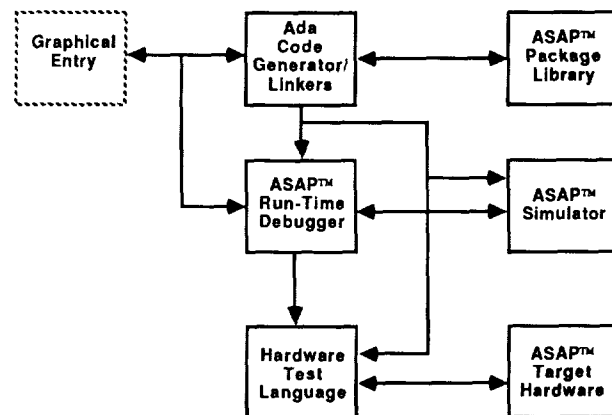 Graphical
Entry
Ada
Code
Generator/
Linkers
ASAP™
Package
Library
ASAP™
Run-Time
Debugger
ASAP™
Simulator
Hardware
Test
Language
ASAP™
Target
Hardware